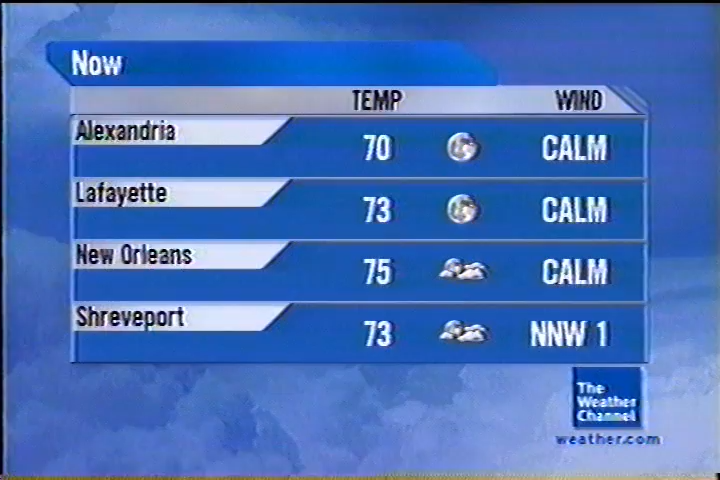 Now
TEMP WIND
Alexandria 70 CALM
Lafayette 73 CALM
New Orleans 75 CALM
Shreveport 73 NNW 1
The
Weather
Channel
weather.com